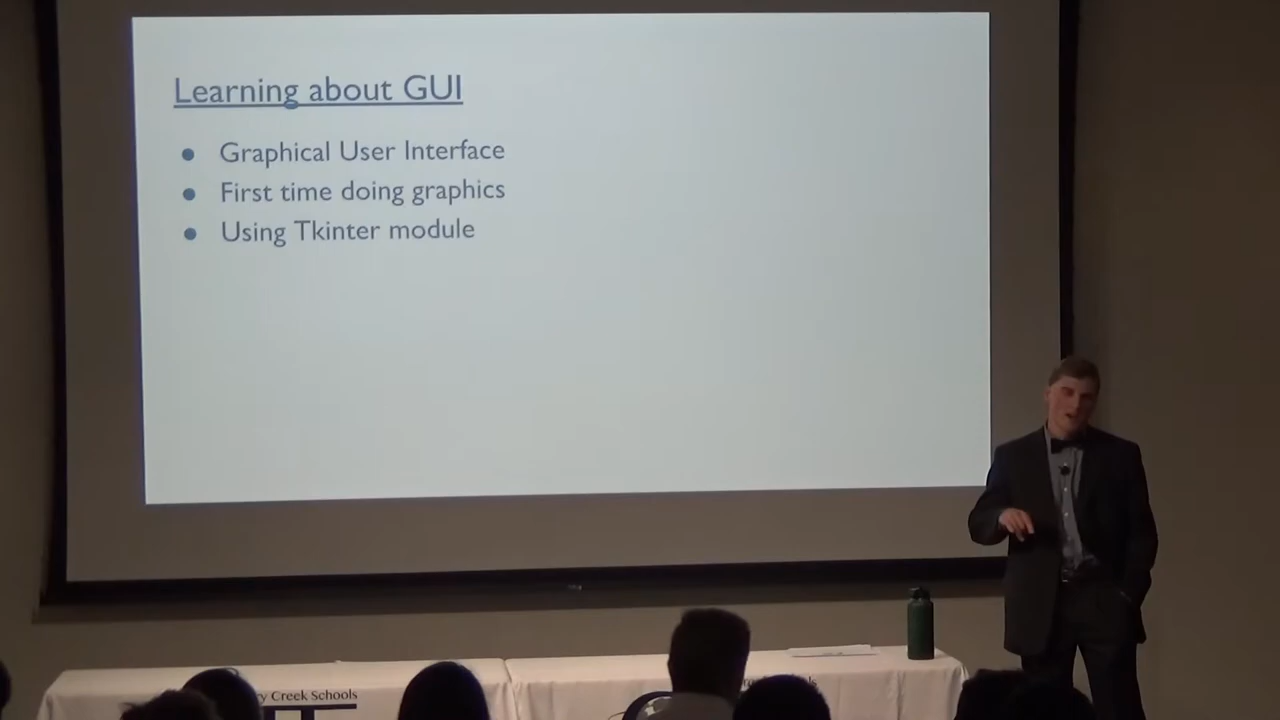 Learning about GUI
Graphical User Interface
First time doing graphics
Using Tkinter module
Creek Schools